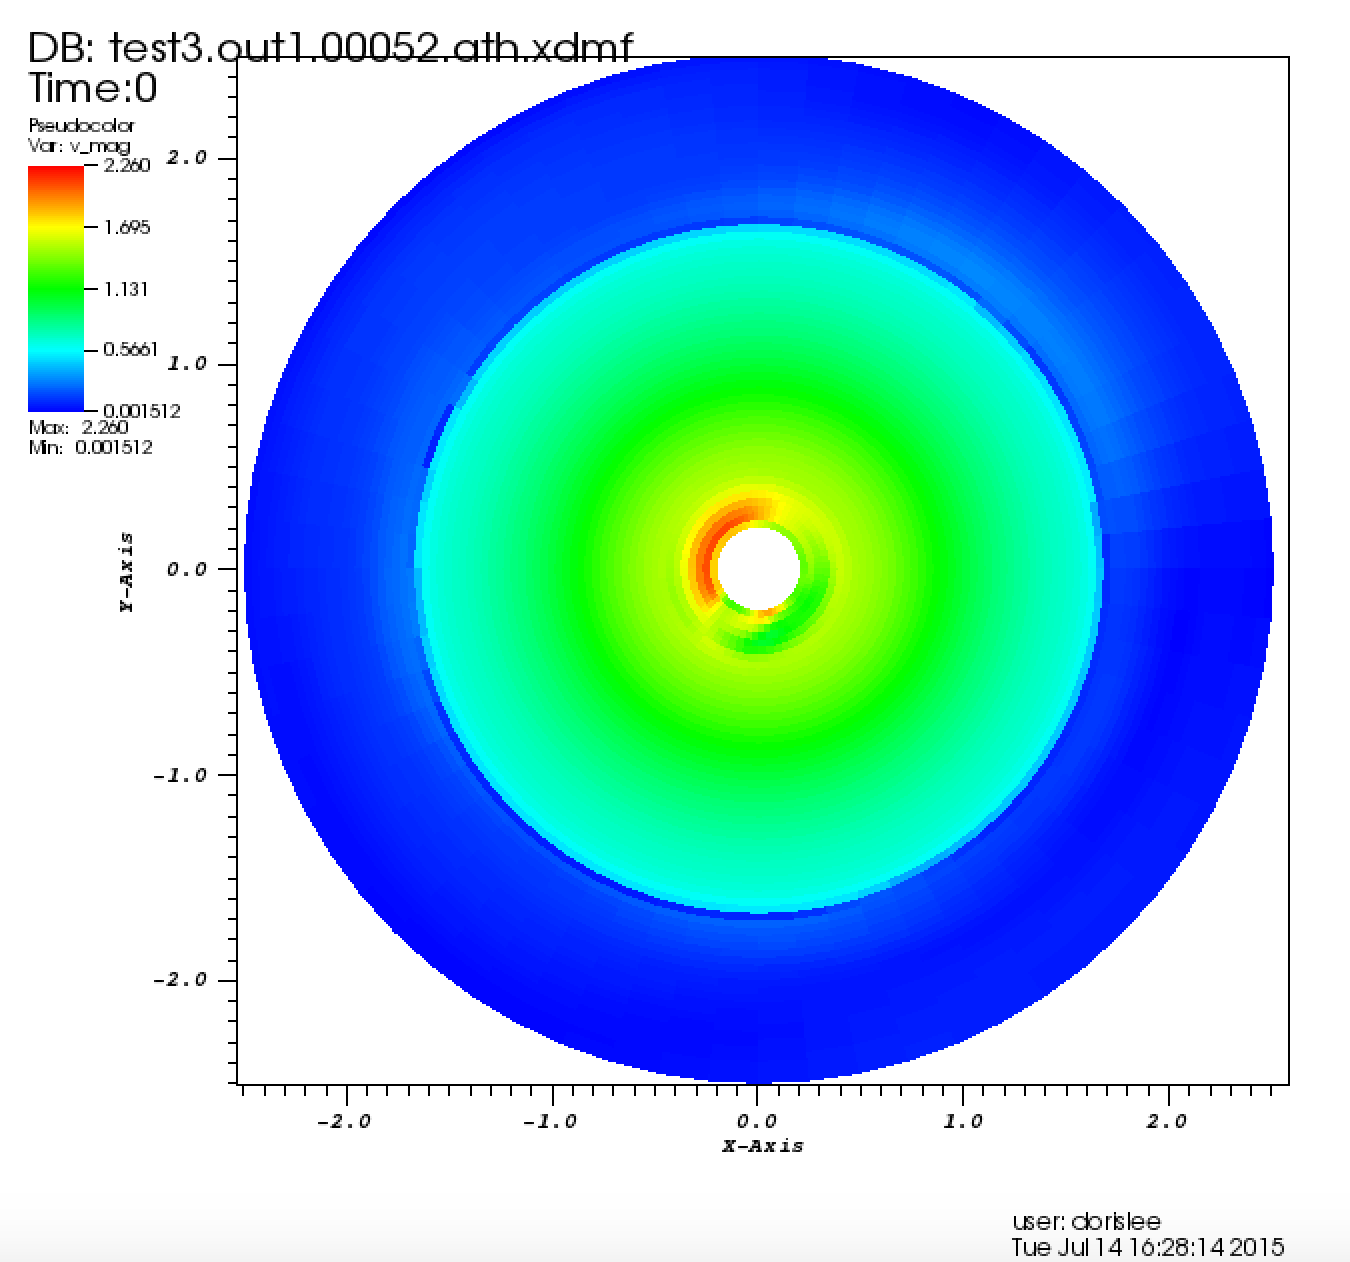 DB: test3.out1.00052.ath.xdmf
Time:0
Pseudocolor
Var: v_mag
2.260
1.695
1.131
0.5661
0.001512
Max: 2.260
Min: 0.001512
2.0
1.0
0.0
-1.0
-2.0
Y-Axis
-2.0 -1.0 0.0 1.0 2.0
X-Axis
user: dorislee
Tue Jul 14 16:28:14 2015